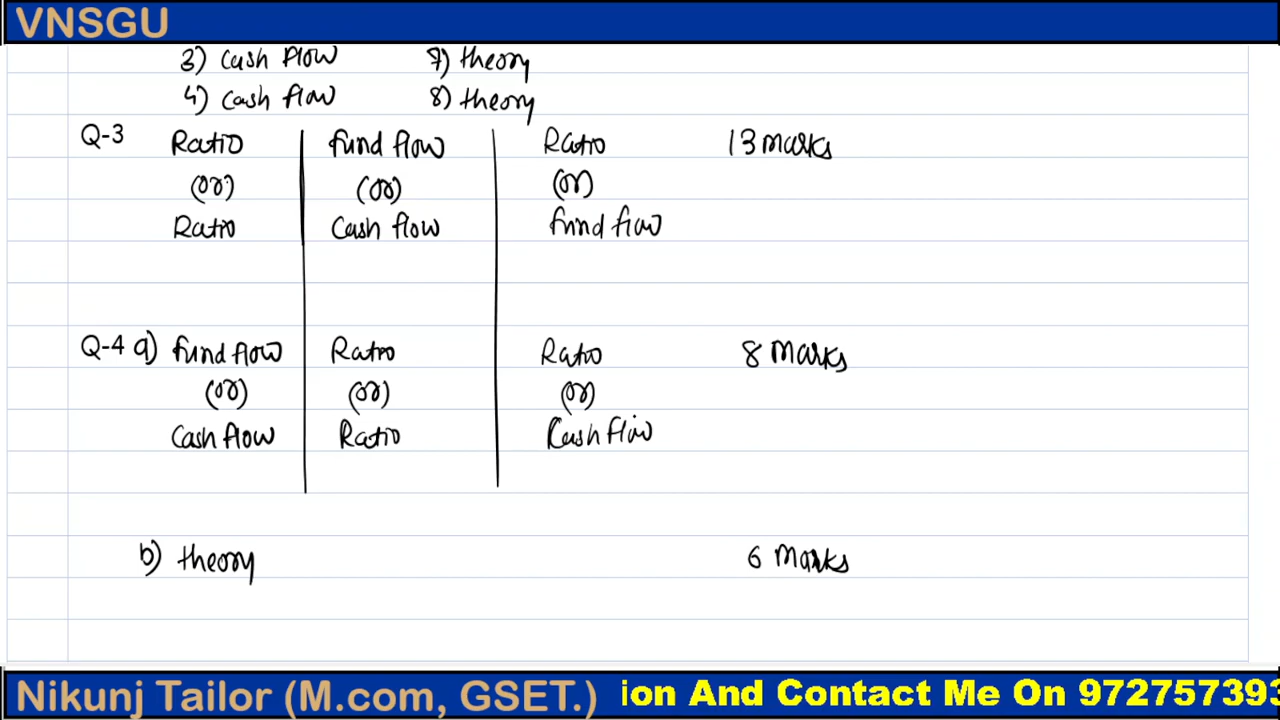 VNSGU
3) Cash flow 7) theory
4) Cash flow 8) theory
Q-3 Ratio fund flow Ratio 13 marks
(or) (or) (or)
Ratio Cash flow fund flow
Q-4 a) fund flow Ratio Ratio 8 marks
(or) (or) (or)
Cash flow Ratio Cash flow
b) theory 6 marks
Nikunj Tailor (M.com, GSET.) ion And Contact Me On 972757393